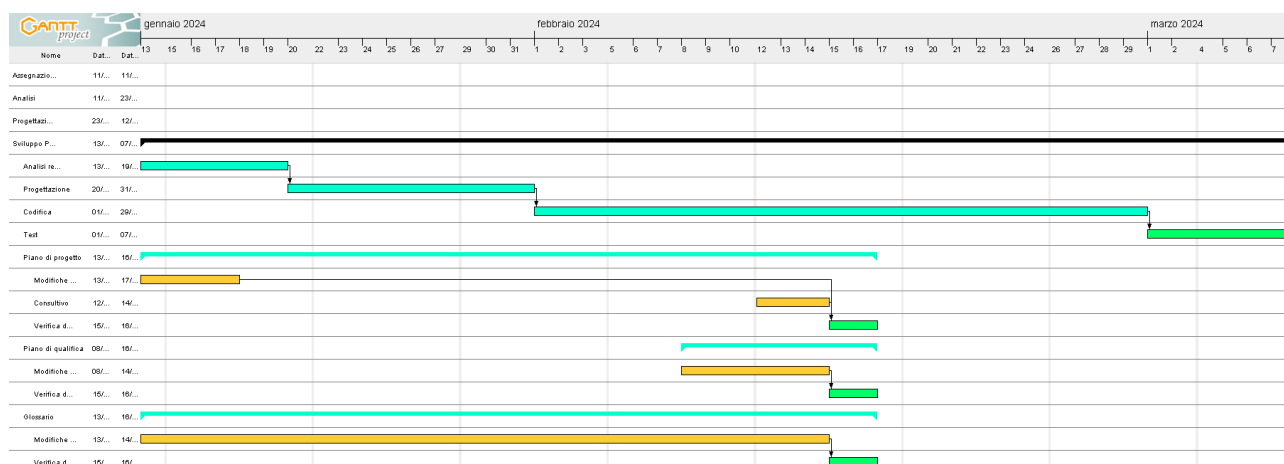 GANTT project
gennaio 2024 febbraio 2024 marzo 2024
13 15 16 17 18 19 20 22 23 24 25 26 27 29 30 31 1 2 3 5 6 7 8 9 10 12 13 14 15 16 17 19 20 21 22 23 24 26 27 28 29 1 2 4 5 6 7
Nome Dat... Dat...
Assegnazio... 11/... 11/...
Analisi 11/... 23/...
Progettazi... 23/... 12/...
Sviluppo P... 13/... 07/...
Analisi re... 13/... 19/...
Progettazione 20/... 31/...
Codifica 01/... 29/...
Test 01/... 07/...
Piano di progetto 13/... 16/...
Modifiche ... 13/... 17/...
Consultivo 12/... 14/...
Verifica d... 15/... 16/...
Piano di qualifica 08/... 16/...
Modifiche ... 08/... 14/...
Verifica d... 15/... 16/...
Glossario 13/... 16/...
Modifiche ... 13/... 14/...
Verifica d... 15/... 16/...